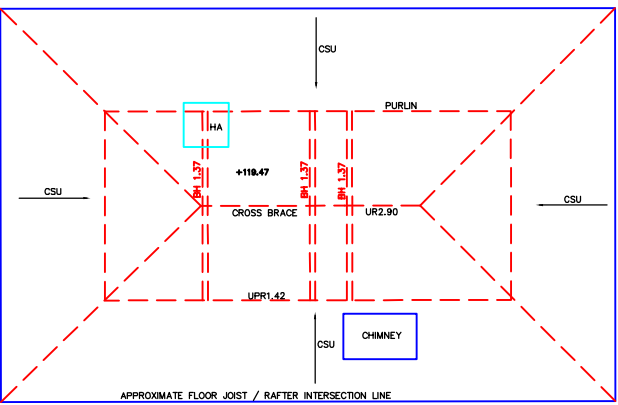 CSU
PURLIN
HA
+119.47
BH 1.37
BH 1.37
BH 1.37
CSU
CSU
CROSS BRACE
UR2.90
UPR1.42
CSU
CHIMNEY
APPROXIMATE FLOOR JOIST / RAFTER INTERSECTION LINE